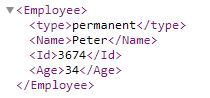 <Employee>
<type>permanent</type>
<Name>Peter</Name>
<Id>3674</Id>
<Age>34</Age>
</Employee>